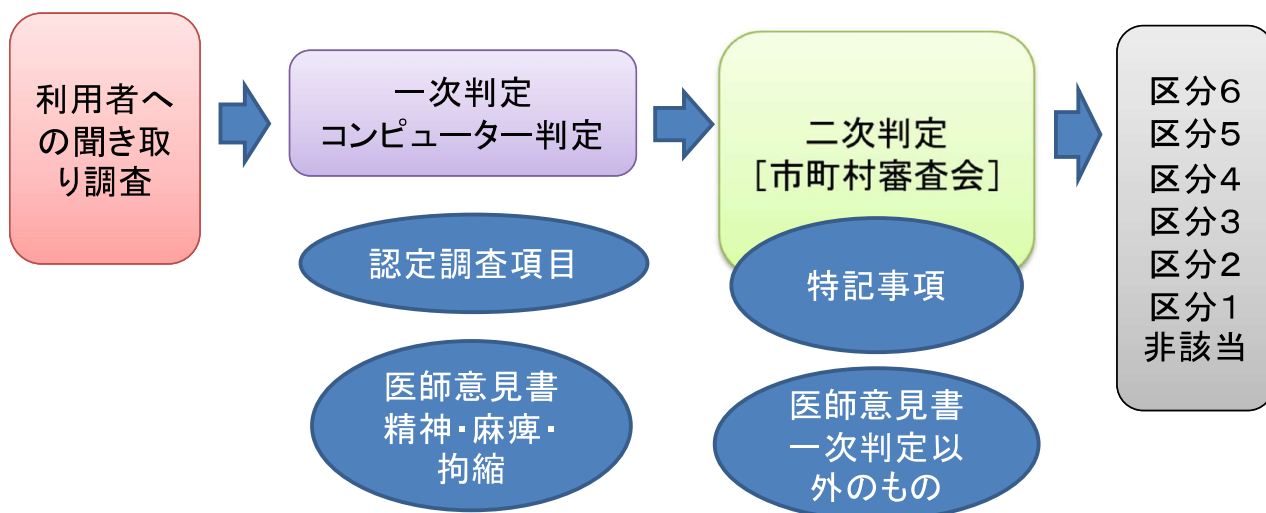 利用者へ
の聞き取
り調査
一次判定
コンピューター判定
認定調査項目
医師意見書
精神・麻痺・
拘縮
二次判定
[市町村審査会]
特記事項
医師意見書
一次判定以
外のもの
区分6
区分5
区分4
区分3
区分2
区分1
非該当